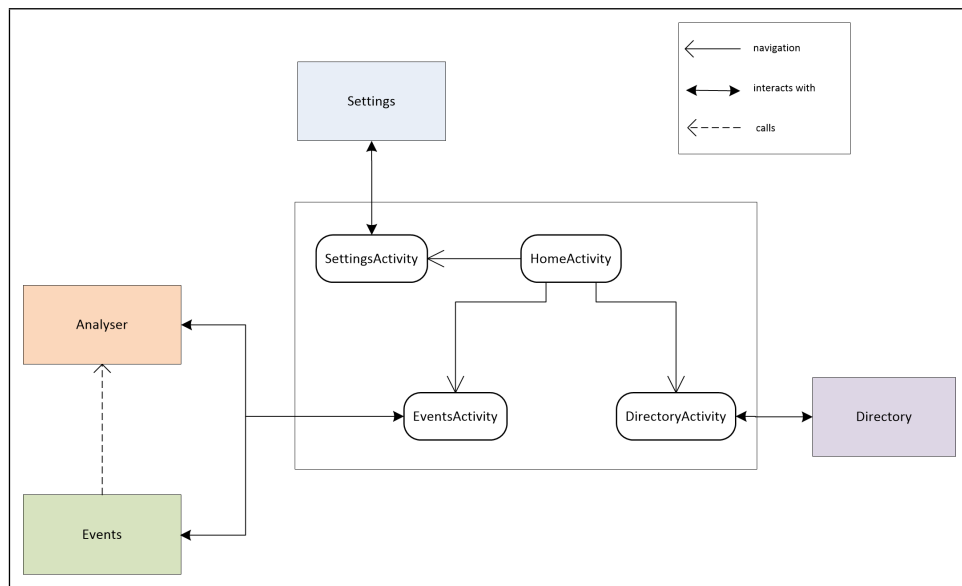 navigation
Settings
interacts with
calls
SettingsActivity
HomeActivity
Analyser
EventsActivity
DirectoryActivity
Directory
Events